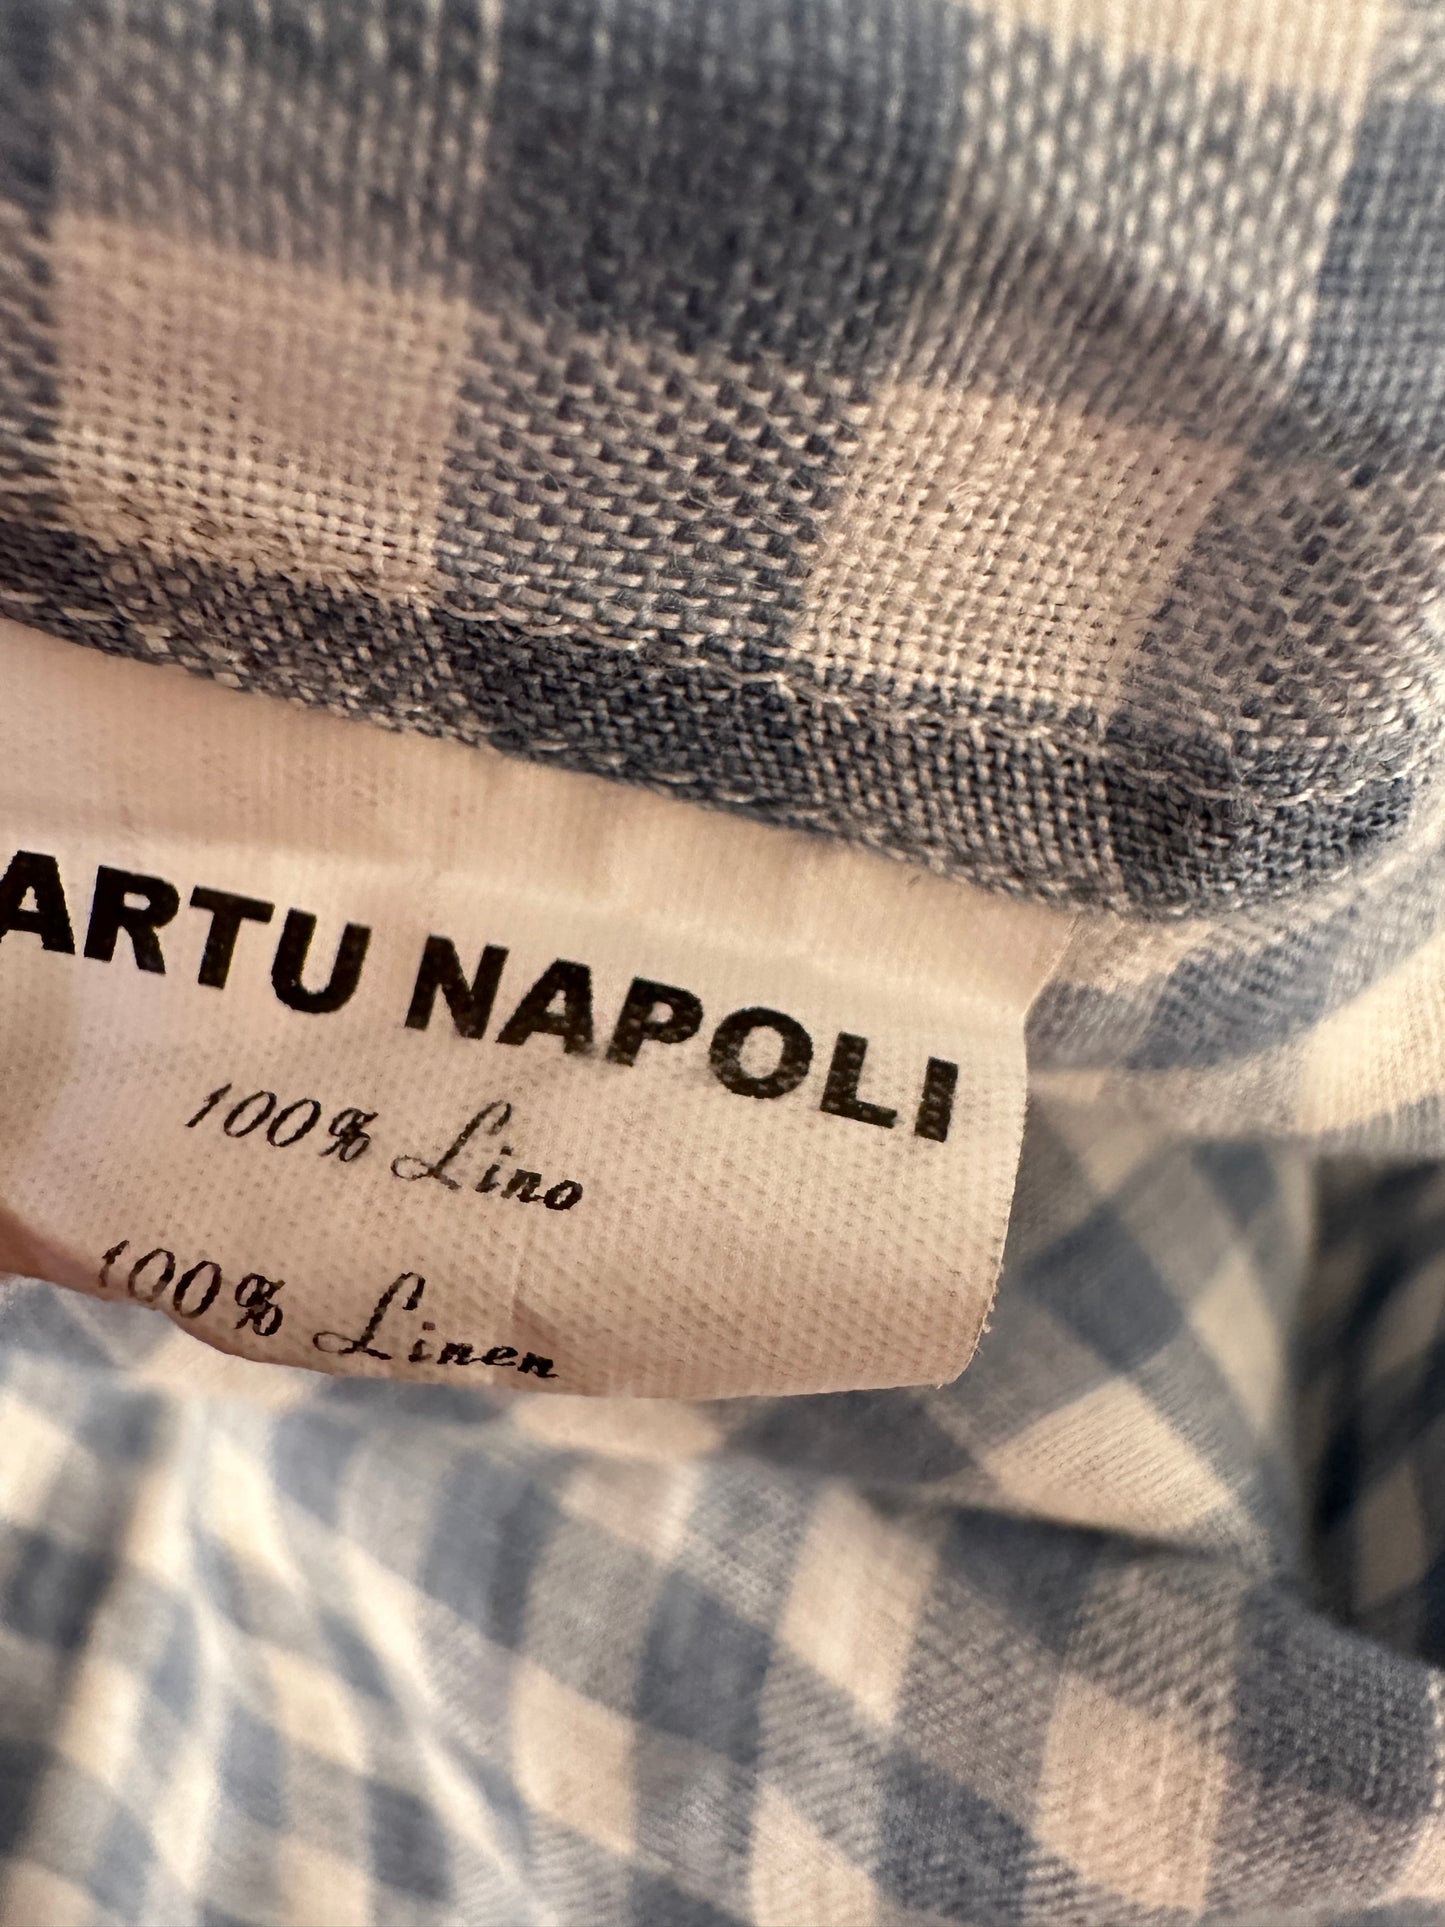 ARTU NAPOLI
100% Lino
100% Linen